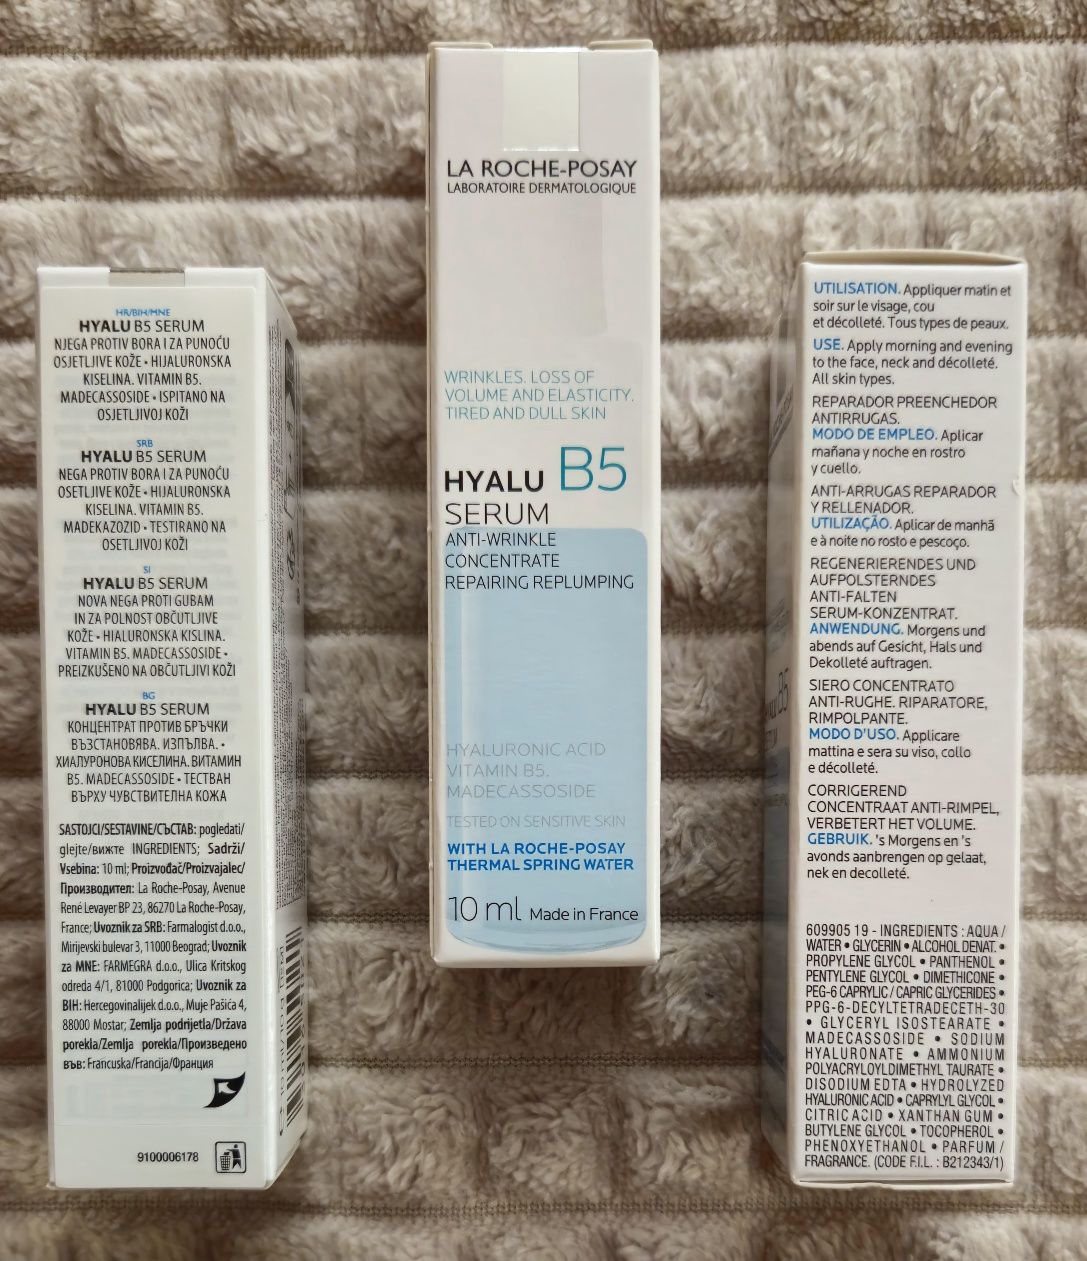 HR/BIH/MNE
HYALU B5 SERUM
NJEGA PROTIV BORA I ZA PUNOĆU
OSJETLJIVE KOŽE • HIJALURONSKA
KISELINA. VITAMIN B5.
MADECASSOSIDE • ISPITANO NA
OSJETLJIVOJ KOŽI
SRB
HYALU B5 SERUM
NEGA PROTIV BORA I ZA PUNOĆU
OSETLJIVE KOŽE • HIJALURONSKA
KISELINA. VITAMIN B5.
MADEKAZOZID • TESTIRANO NA
OSETLJIVOJ KOŽI
SI
HYALU B5 SERUM
NOVA NEGA PROTI GUBAM
IN ZA POLNOST OBČUTLJIVE
KOŽE • HIALURONSKA KISLINA.
VITAMIN B5. MADECASSOSIDE •
PREIZKUŠENO NA OBČUTLJIVI KOŽI
BG
HYALU B5 SERUM
КОНЦЕНТРАТ ПРОТИВ БРЪЧКИ
ВЪЗСТАНОВЯВА. ИЗПЪЛВА. •
ХИАЛУРОНОВА КИСЕЛИНА. ВИТАМИН
B5. MADECASSOSIDE • ТЕСТВАН
ВЪРХУ ЧУВСТВИТЕЛНА КОЖА
SASTOJCI/SESTAVINE/СЪСТАВ: pogledati/
glejte/вижте INGREDIENTS; Sadrži/
Vsebina: 10 ml; Proizvođač/Proizvajalec/
Производител: La Roche-Posay, Avenue
René Levayer BP 23, 86270 La Roche-Posay,
France; Uvoznik za SRB: Farmalogist d.o.o.,
Mirijevski bulevar 3, 11000 Beograd; Uvoznik
za MNE: FARMEGRA d.o.o., Ulica Kritskog
odreda 4/1, 81000 Podgorica; Uvoznik za
BIH: Hercegovinalijek d.o.o., Muje Pašića 4,
88000 Mostar; Zemlja podrijetla/Država
porekla/Zemlja porekla/Произведено
във: Francuska/Francija/Франция
9100006178
LA ROCHE-POSAY
LABORATOIRE DERMATOLOGIQUE
WRINKLES. LOSS OF
VOLUME AND ELASTICITY.
TIRED AND DULL SKIN
HYALU B5
SERUM
ANTI-WRINKLE
CONCENTRATE
REPAIRING REPLUMPING
HYALURONIC ACID
VITAMIN B5.
MADECASSOSIDE
TESTED ON SENSITIVE SKIN
WITH LA ROCHE-POSAY
THERMAL SPRING WATER
10 ml Made in France
UTILISATION. Appliquer matin et
soir sur le visage, cou
et décolleté. Tous types de peaux.
USE. Apply morning and evening
to the face, neck and décolleté.
All skin types.
REPARADOR PREENCHEDOR
ANTIRRUGAS.
MODO DE EMPLEO. Aplicar
mañana y noche en rostro
y cuello.
ANTI-ARRUGAS REPARADOR
Y RELLENADOR.
UTILIZAÇÃO. Aplicar de manhã
e à noite no rosto e pescoço.
REGENERIERENDES UND
AUFPOLSTERNDES
ANTI-FALTEN
SERUM-KONZENTRAT.
ANWENDUNG. Morgens und
abends auf Gesicht, Hals und
Dekolleté auftragen.
SIERO CONCENTRATO
ANTI-RUGHE. RIPARATORE,
RIMPOLPANTE.
MODO D'USO. Applicare
mattina e sera su viso, collo
e décolleté.
CORRIGEREND
CONCENTRAAT ANTI-RIMPEL,
VERBETERT HET VOLUME.
GEBRUIK. 's Morgens en 's
avonds aanbrengen op gelaat,
nek en decolleté.
609905 19 - INGREDIENTS : AQUA /
WATER • GLYCERIN • ALCOHOL DENAT. •
PROPYLENE GLYCOL • PANTHENOL •
PENTYLENE GLYCOL • DIMETHICONE •
PEG-6 CAPRYLIC / CAPRIC GLYCERIDES •
PPG-6-DECYLTETRADECETH-30
• GLYCERYL ISOSTEARATE •
MADECASSOSIDE • SODIUM
HYALURONATE • AMMONIUM
POLYACRYLOYLDIMETHYL TAURATE •
DISODIUM EDTA • HYDROLYZED
HYALURONIC ACID • CAPRYLYL GLYCOL •
CITRIC ACID • XANTHAN GUM •
BUTYLENE GLYCOL • TOCOPHEROL •
PHENOXYETHANOL • PARFUM /
FRAGRANCE. (CODE F.I.L. : B212343/1)